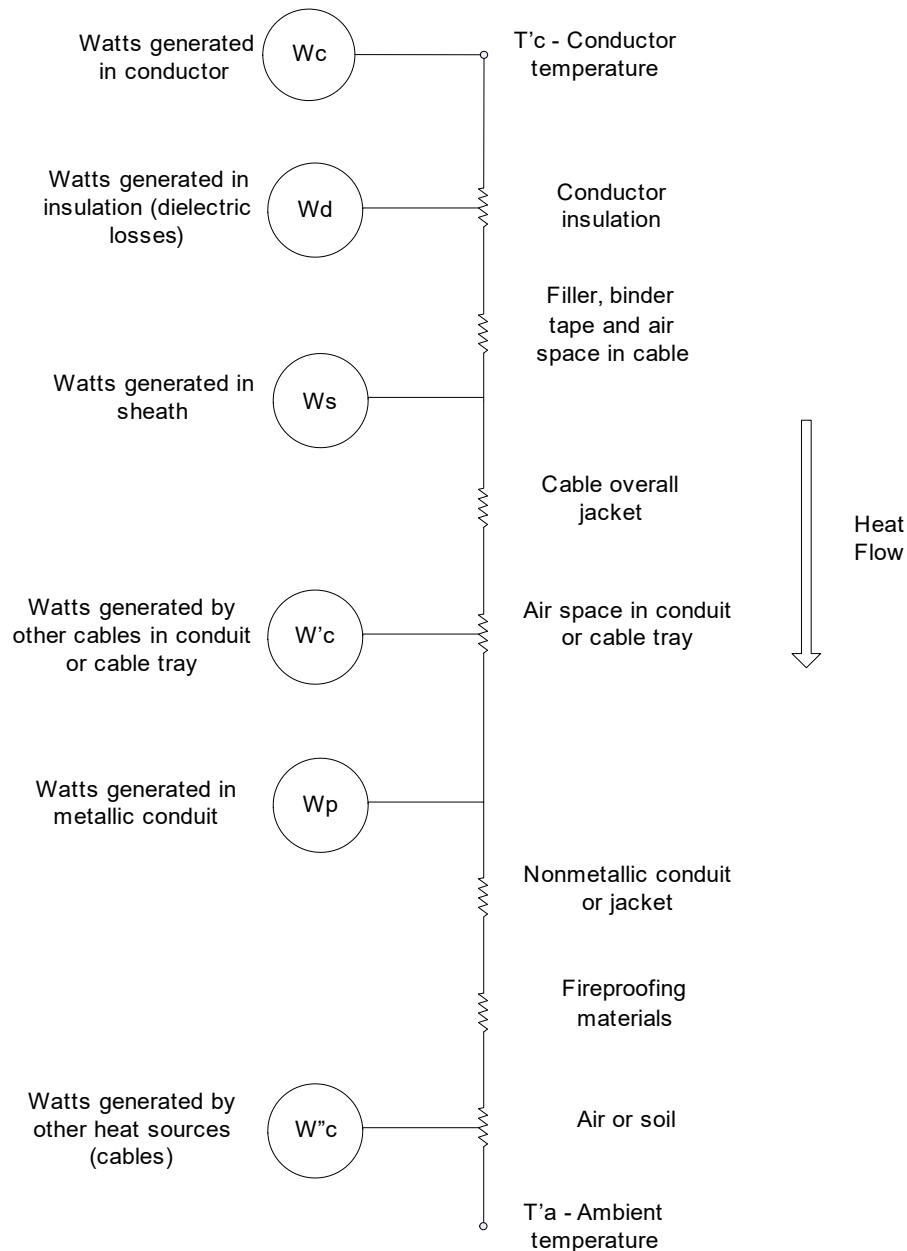 Watts generated
in conductor
Wc
T'c - Conductor
temperature
Watts generated in
insulation (dielectric
losses)
Wd
Conductor
insulation
Filler, binder
tape and air
space in cable
Watts generated in
sheath
Ws
Cable overall
jacket
Heat
Flow
Watts generated by
other cables in conduit
or cable tray
W'c
Air space in conduit
or cable tray
Watts generated in
metallic conduit
Wp
Nonmetallic conduit
or jacket
Fireproofing
materials
Watts generated by
other heat sources
(cables)
W"c
Air or soil
T'a - Ambient
temperature